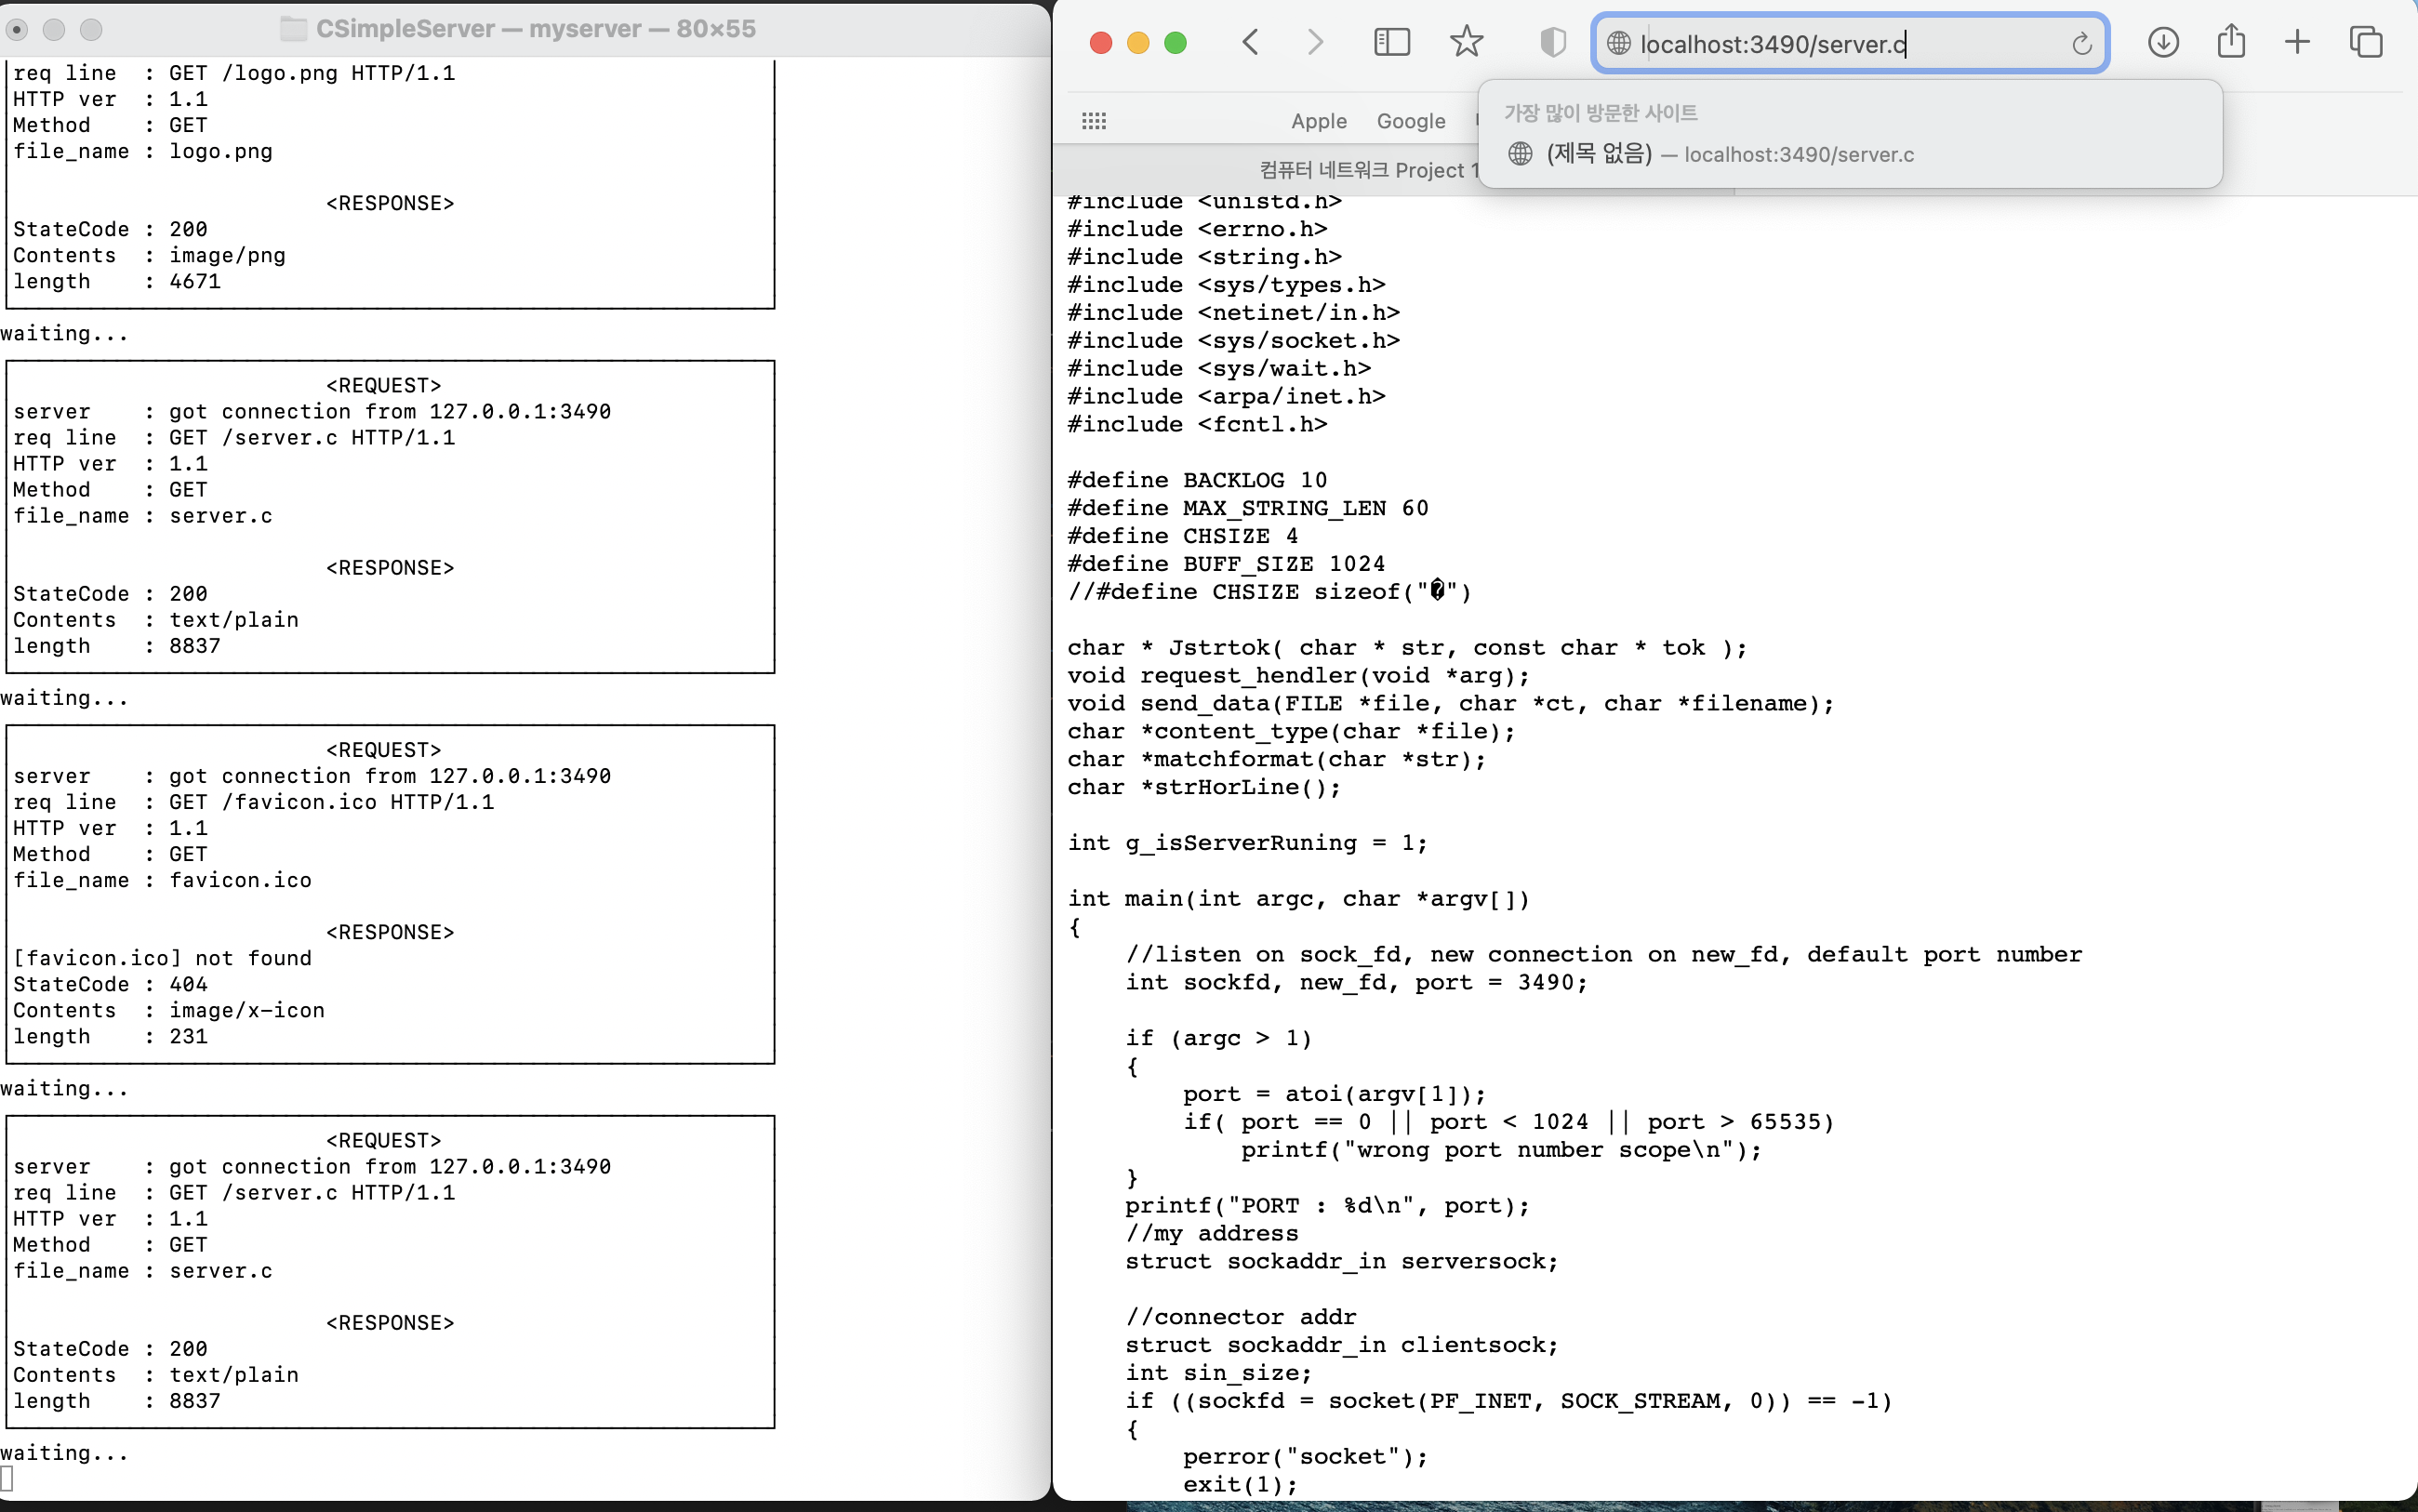 CSimpleServer — myserver — 80×55
req line  : GET /logo.png HTTP/1.1
HTTP ver  : 1.1
Method    : GET
file_name : logo.png
<RESPONSE>
StateCode : 200
Contents  : image/png
length    : 4671
waiting...
<REQUEST>
server    : got connection from 127.0.0.1:3490
req line  : GET /server.c HTTP/1.1
HTTP ver  : 1.1
Method    : GET
file_name : server.c
<RESPONSE>
StateCode : 200
Contents  : text/plain
length    : 8837
waiting...
<REQUEST>
server    : got connection from 127.0.0.1:3490
req line  : GET /favicon.ico HTTP/1.1
HTTP ver  : 1.1
Method    : GET
file_name : favicon.ico
<RESPONSE>
[favicon.ico] not found
StateCode : 404
Contents  : image/x-icon
length    : 231
waiting...
<REQUEST>
server    : got connection from 127.0.0.1:3490
req line  : GET /server.c HTTP/1.1
HTTP ver  : 1.1
Method    : GET
file_name : server.c
<RESPONSE>
StateCode : 200
Contents  : text/plain
length    : 8837
waiting...
localhost:3490/server.c
가장 많이 방문한 사이트
(제목 없음) — localhost:3490/server.c
Apple Google
컴퓨터 네트워크 Project 1
#include <unistd.h>
#include <errno.h>
#include <string.h>
#include <sys/types.h>
#include <netinet/in.h>
#include <sys/socket.h>
#include <sys/wait.h>
#include <arpa/inet.h>
#include <fcntl.h>
#define BACKLOG 10
#define MAX_STRING_LEN 60
#define CHSIZE 4
#define BUFF_SIZE 1024
//#define CHSIZE sizeof("�")
char * Jstrtok( char * str, const char * tok );
void request_hendler(void *arg);
void send_data(FILE *file, char *ct, char *filename);
char *content_type(char *file);
char *matchformat(char *str);
char *strHorLine();
int g_isServerRuning = 1;
int main(int argc, char *argv[])
{
    //listen on sock_fd, new connection on new_fd, default port number
    int sockfd, new_fd, port = 3490;
    if (argc > 1)
    {
        port = atoi(argv[1]);
        if( port == 0 || port < 1024 || port > 65535)
            printf("wrong port number scope\n");
    }
    printf("PORT : %d\n", port);
    //my address
    struct sockaddr_in serversock;
    //connector addr
    struct sockaddr_in clientsock;
    int sin_size;
    if ((sockfd = socket(PF_INET, SOCK_STREAM, 0)) == -1)
    {
        perror("socket");
        exit(1);